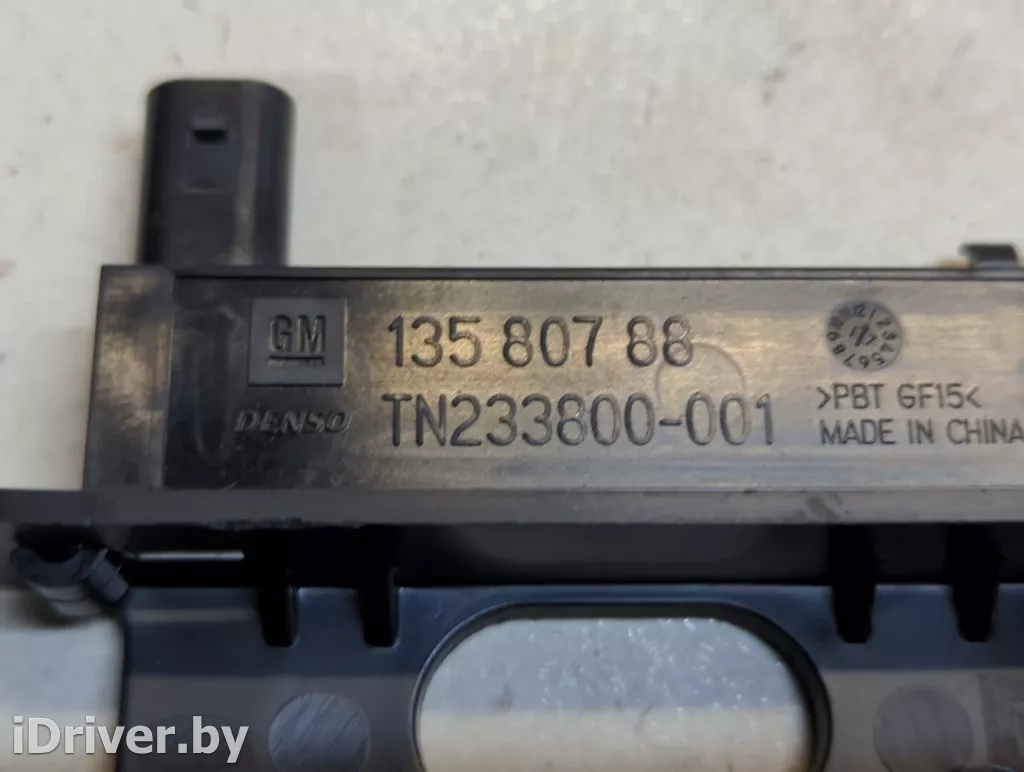 GM
135 807 88
DENSO
TN233800-001
>PBT GF15<
MADE IN CHINA
iDriver.by